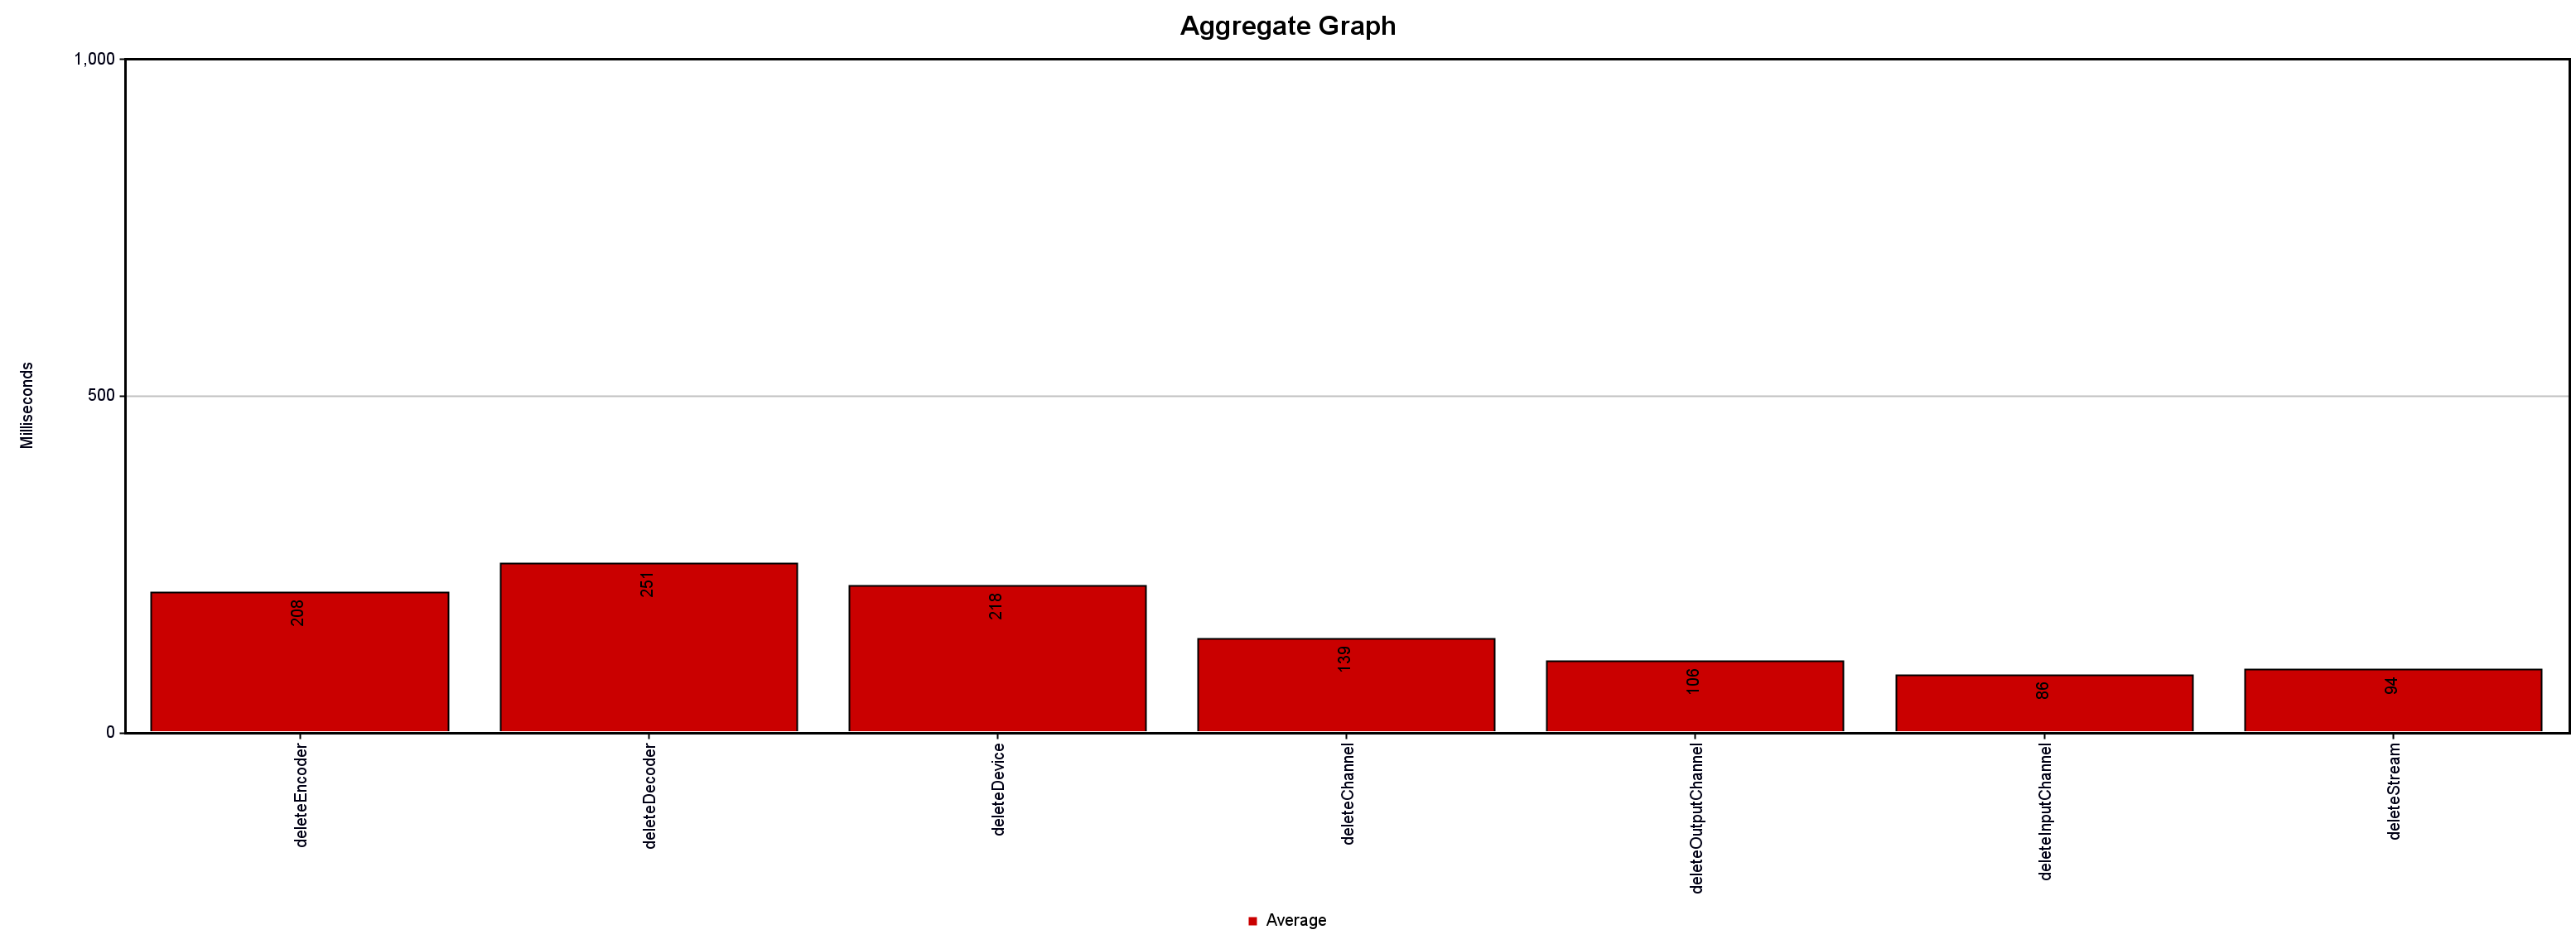 Aggregate Graph
1,000
500
0
Milliseconds
208
251
218
139
106
86
94
deleteEncoder
deleteDecoder
deleteDevice
deleteChannel
deleteOutputChannel
deleteInputChannel
deleteStream
Average